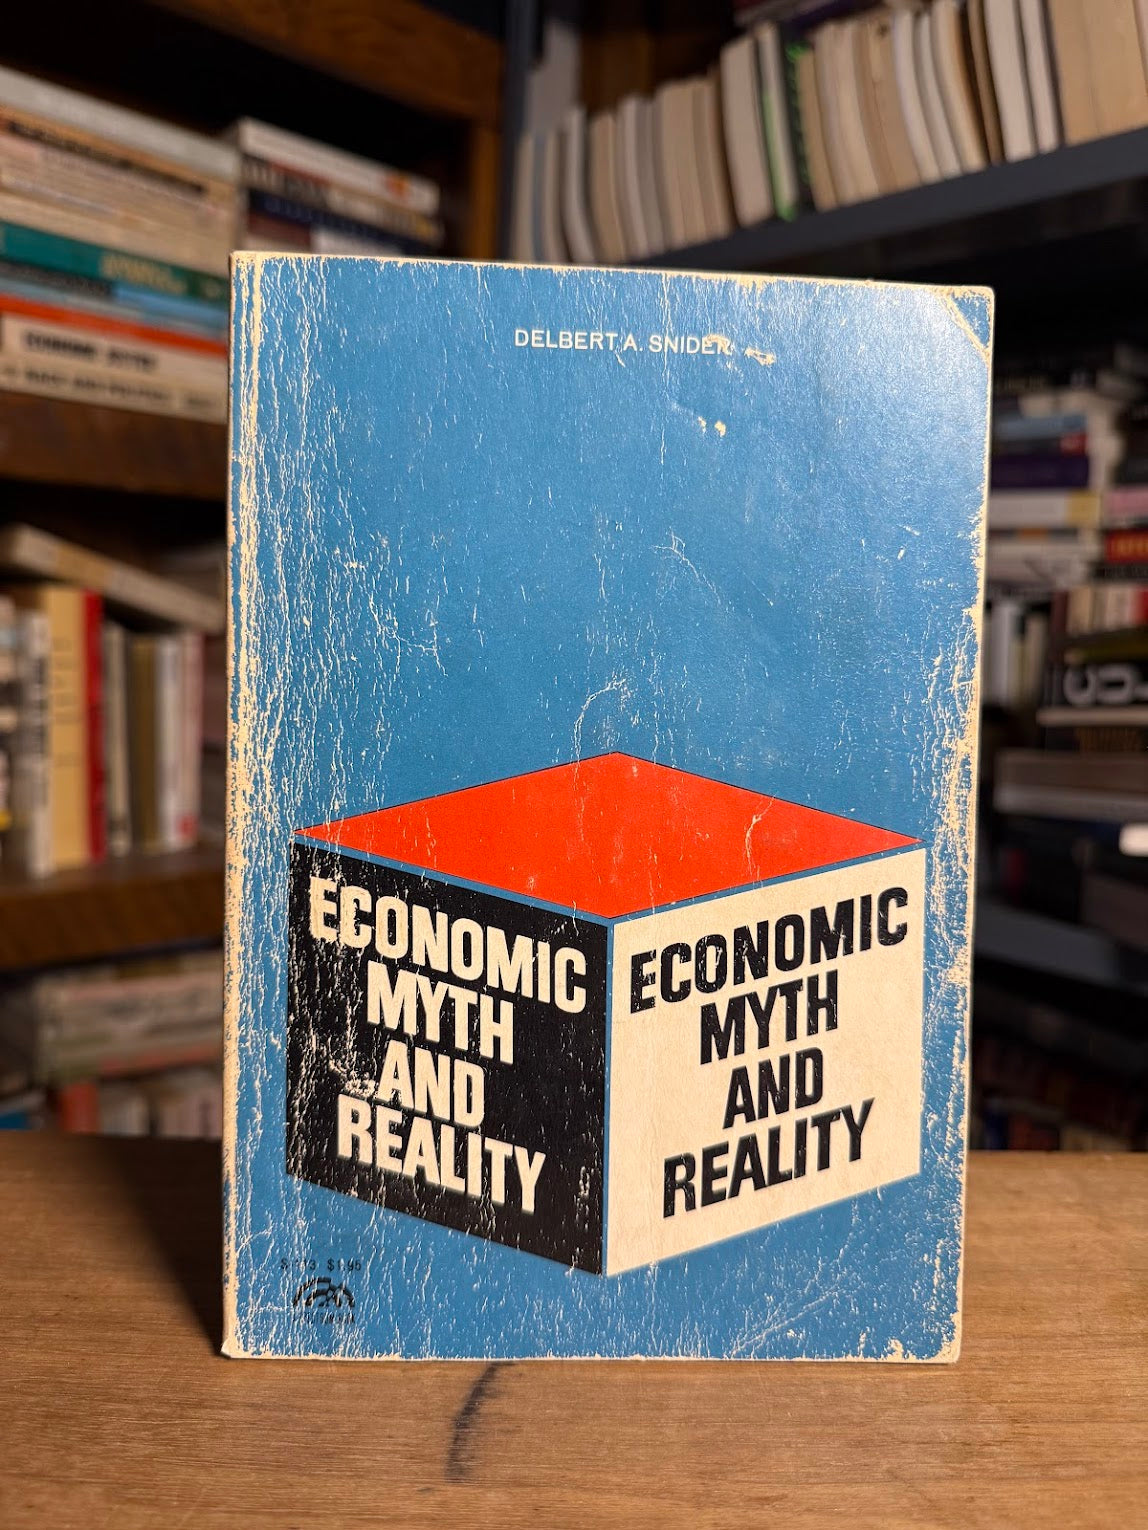 DELBERT A. SNIDER
ECONOMIC
MYTH
AND
REALITY
ECONOMIC
MYTH
AND
REALITY
$1.95